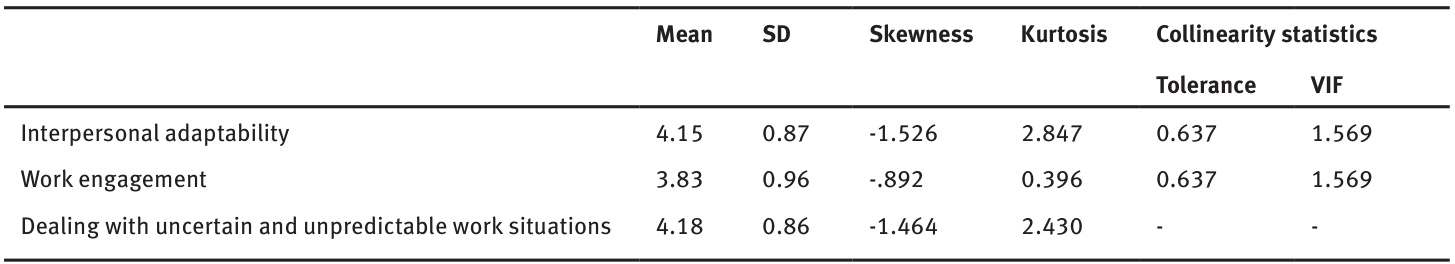 Mean SD Skewness Kurtosis Collinearity statistics
Tolerance VIF
Interpersonal adaptability 4.15 0.87 -1.526 2.847 0.637 1.569
Work engagement 3.83 0.96 -.892 0.396 0.637 1.569
Dealing with uncertain and unpredictable work situations 4.18 0.86 -1.464 2.430 - -